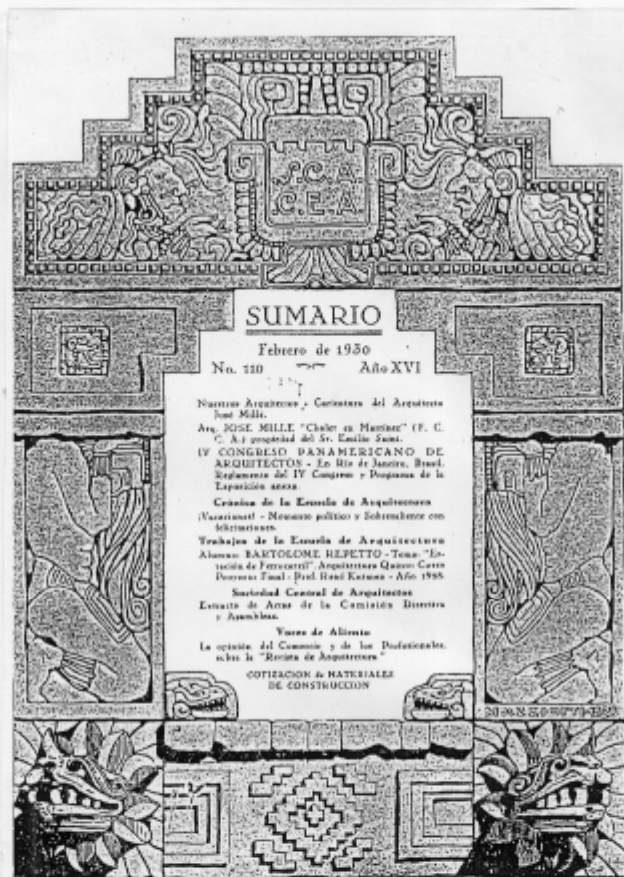 S.C.A.
C.E.A.
SUMARIO
Febrero de 1930
No. 110 Año XVI
Nuestros Arquitectos - Caricatura del Arquitecto
José Mille.
Arq. JOSE MILLE "Chalet en Martínez" (F. C.
C. A.) propiedad del Sr. Emilio
IV CONGRESO PANAMERICANO DE
ARQUITECTOS - En Río de Janeiro, Brasil.
Reglamento del IV Congreso y Programa de la
Exposición anexa.
Crónica de la Escuela de Arquitectura
¡Vacaciones! - Momento político y Sobresaliente con
felicitaciones.
Trabajos de la Escuela de Arquitectura
Alumno: BARTOLOME REPETTO - Tema: "Es-
tación de Ferrocarril". Arquitectura Quinto Curso
Proyecto Final - Prof. René Karman - Año
Sociedad Central de Arquitectos
Extracto de Actas de la Comisión Directiva
y Asambleas.
Voces de Aliento
La opinión del Comercio y de los Profesionales,
sobre la "Revista de Arquitectura"
COTIZACION de MATERIALES
DE CONSTRUCCION